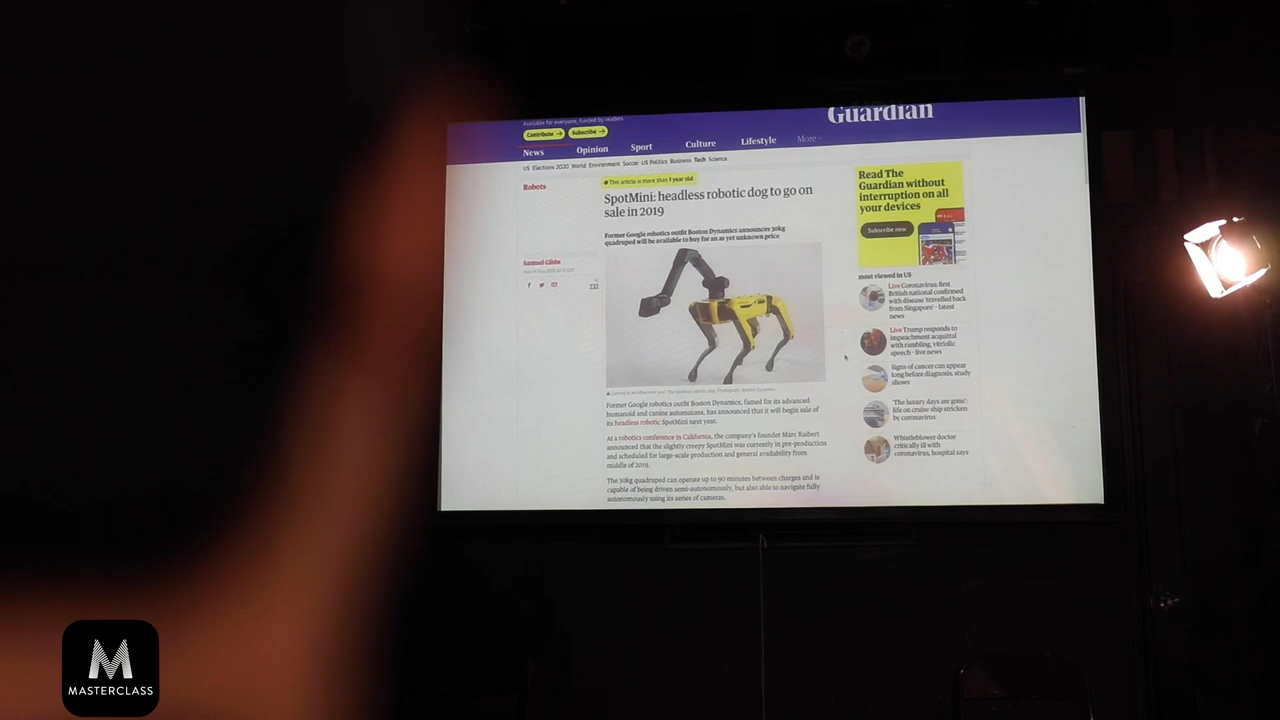 Available for everyone, funded by readers
Contribute →
Subscribe →
Guardian
News
Opinion
Sport
Culture
Lifestyle
More
US Elections 2020 World Environment Soccer US Politics Business Tech Science
Robots
This article is more than 1 year old
SpotMini: headless robotic dog to go on
sale in 2019
Former Google robotics outfit Boston Dynamics announces 30kg
quadruped will be available to buy for an as yet unknown price
Samuel Gibbs
Former Google robotics outfit Boston Dynamics, famed for its advanced
humanoid and canine automatons, has announced that it will begin sale of
its headless robotic SpotMini next year.
At a robotics conference in California, the company's founder Marc Raibert
announced that the slightly creepy SpotMini was currently in pre-production
and scheduled for large-scale production and general availability from
middle of 2019.
The 30kg quadruped can operate up to 90 minutes between charges and is
capable of being driven semi-autonomously, but also able to navigate fully
autonomously using its series of cameras.
Read The
Guardian without
interruption on all
your devices
Subscribe now
most viewed in US
Live Coronavirus: first
British national confirmed
with disease 'travelled back
from Singapore' - latest
news
Live Trump responds to
impeachment acquittal
with rambling, vitriolic
speech - live news
Signs of cancer can appear
long before diagnosis, study
shows
'The luxury days are gone':
life on cruise ship stricken
by coronavirus
Whistleblower doctor
critically ill with
coronavirus, hospital says
MASTERCLASS